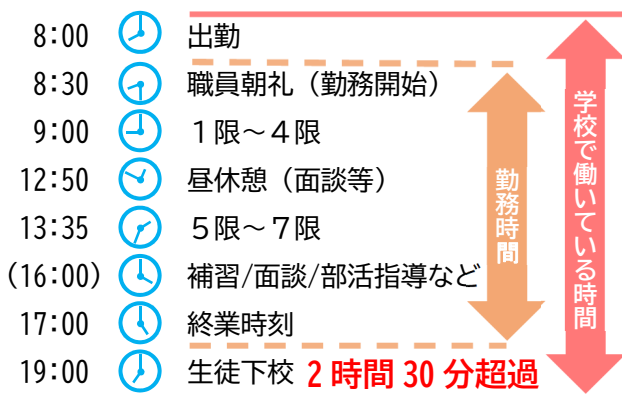 8:00 出勤
8:30 職員朝礼（勤務開始）
9:00 １限～４限
12:50 昼休憩（面談等）
13:35 ５限～７限
(16:00) 補習/面談/部活指導など
17:00 終業時刻
19:00 生徒下校 2時間30分超過
勤務時間
学校で働いている時間